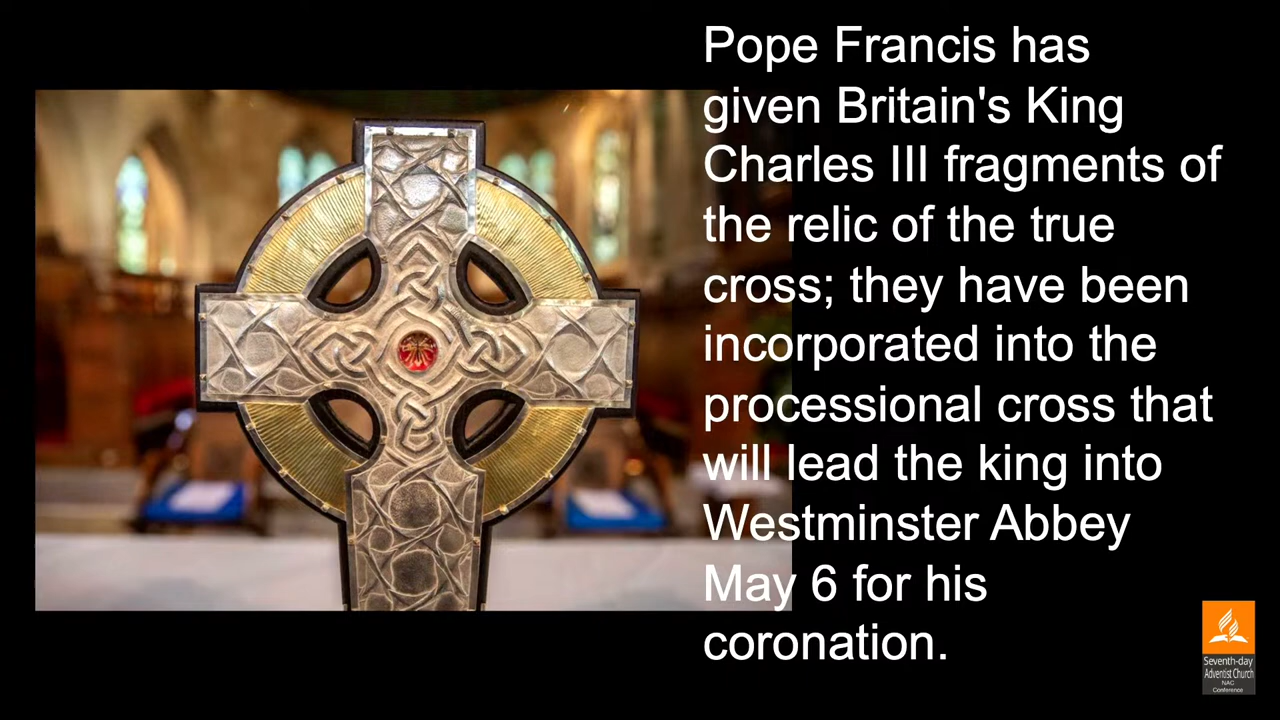 Pope Francis has
given Britain's King
Charles III fragments of
the relic of the true
cross; they have been
incorporated into the
processional cross that
will lead the king into
Westminster Abbey
May 6 for his
coronation.
Seventh-day
Adventist Church
NAC
Conference